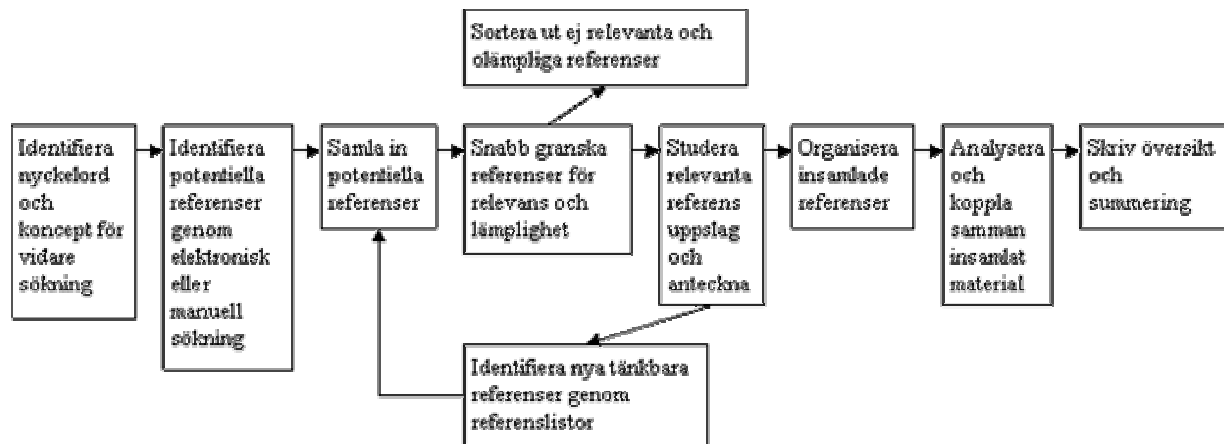 Sortera ut ej relevanta och
olämpliga referenser
Identifiera
nyckelord
och
koncept för
vidare
sökning
Identifiera
potentiella
referenser
genom
elektronisk
eller
manuell
sökning
Samla in
potentiella
referenser
Snabb granska
referenser för
relevans och
lämplighet
Studera
relevanta
referens
uppslag
och
anteckna
Organisera
insamlade
referenser
Analysera
och
koppla
samman
insamlat
material
Skriv översikt
och
summering
Identifiera nya tänkbara
referenser genom
referenslistor